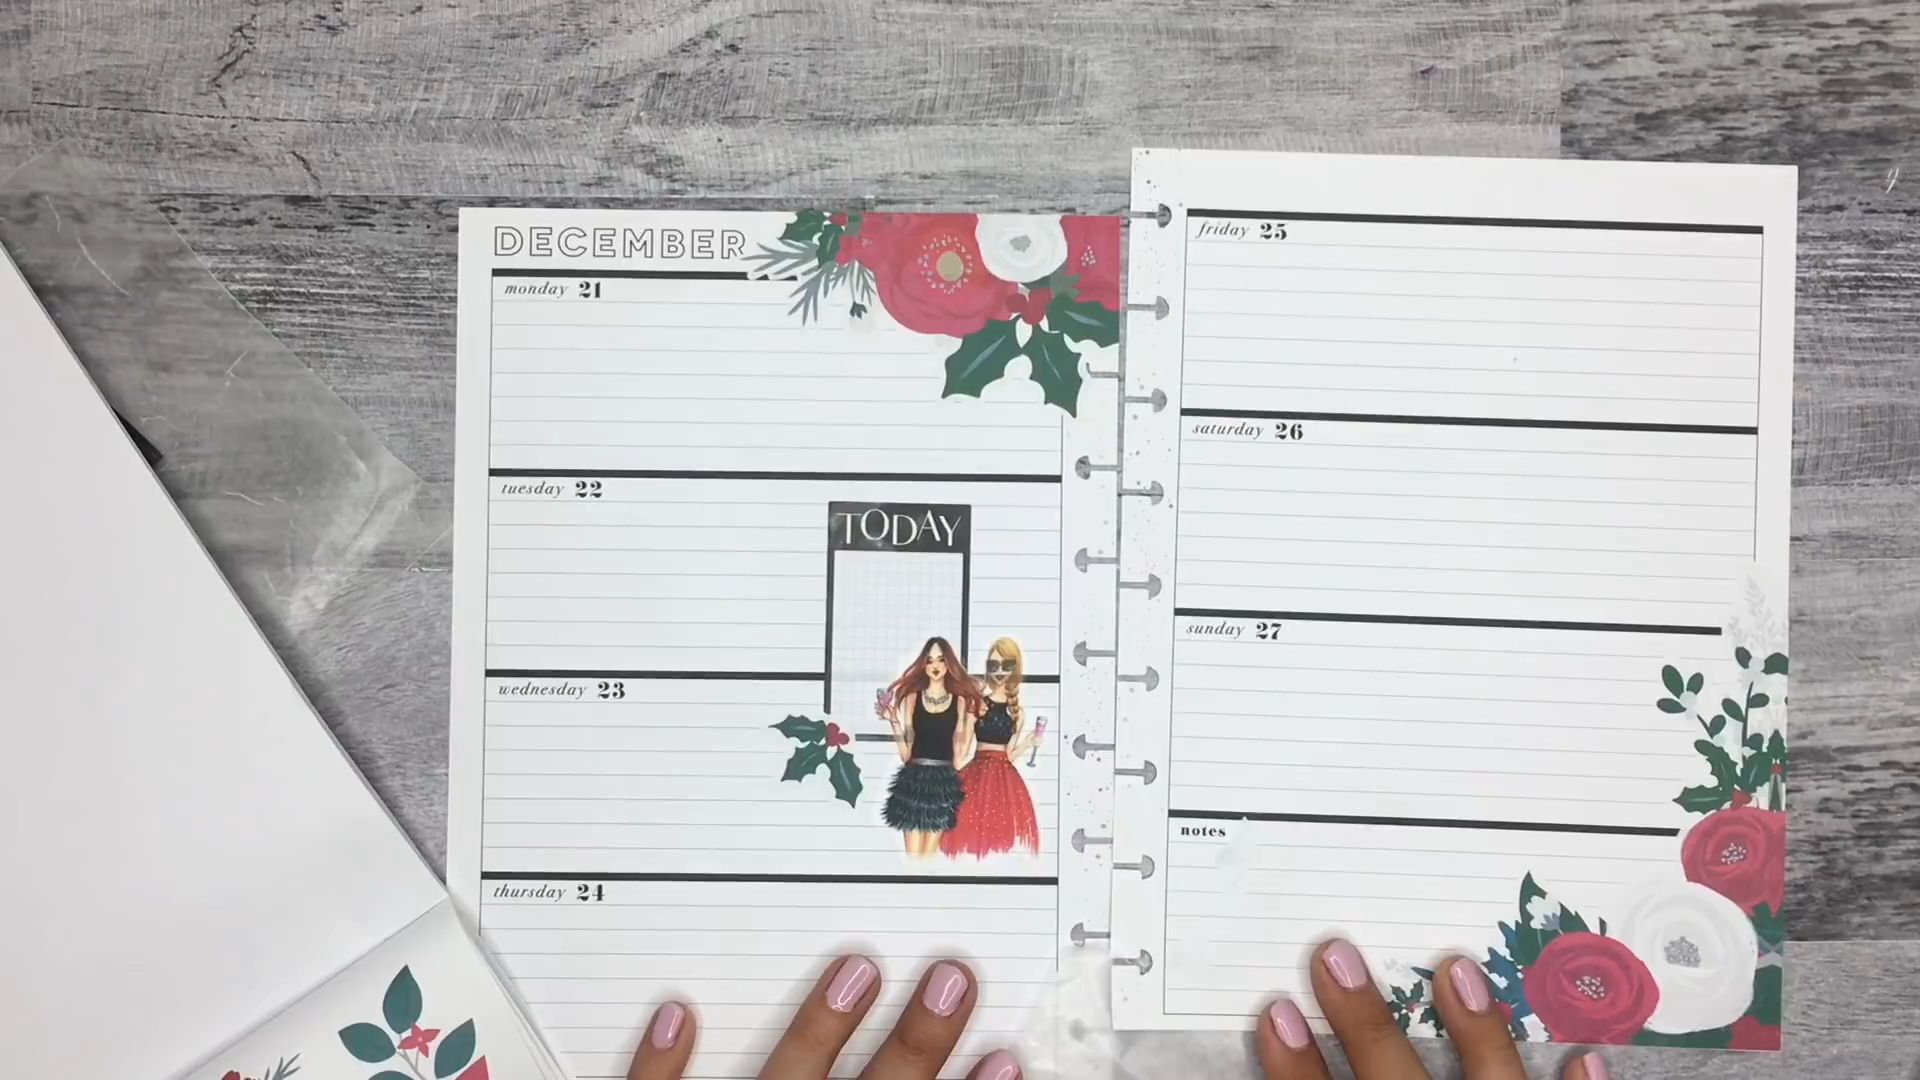 DECEMBER
monday 21
tuesday 22
TODAY
wednesday 23
thursday 24
friday 25
saturday 26
sunday 27
notes